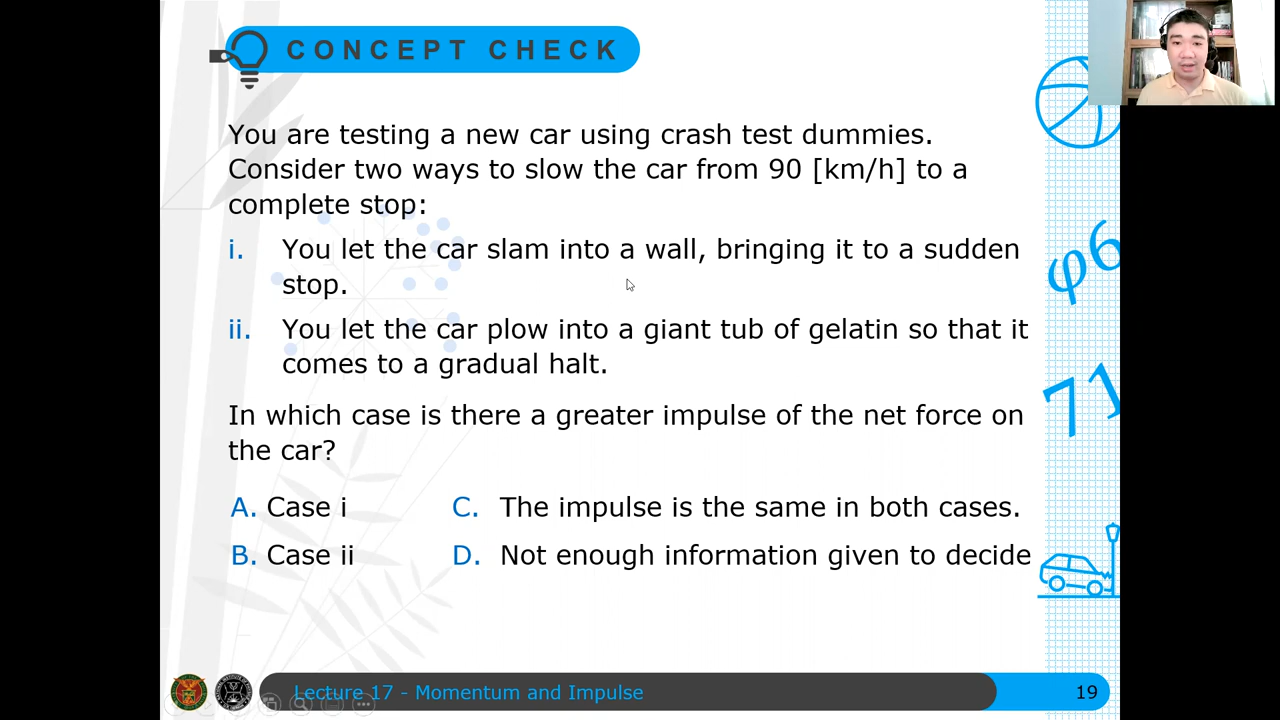 CONCEPT CHECK
You are testing a new car using crash test dummies.
Consider two ways to slow the car from 90 [km/h] to a
complete stop:
i. You let the car slam into a wall, bringing it to a sudden
stop.
ii. You let the car plow into a giant tub of gelatin so that it
comes to a gradual halt.
In which case is there a greater impulse of the net force on
the car?
A. Case i
C. The impulse is the same in both cases.
B. Case ii
D. Not enough information given to decide
φ6
71
Lecture 17 - Momentum and Impulse
19